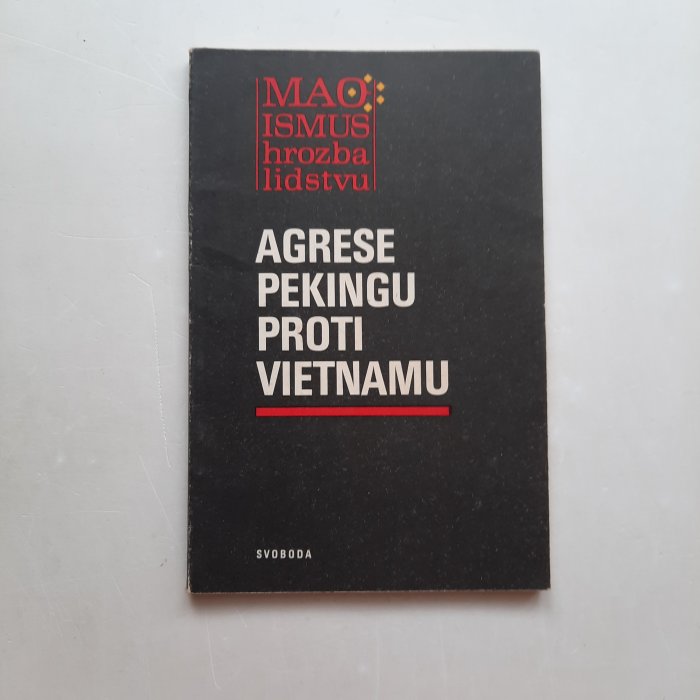 MAO
ISMUS
hrozba
lidstvu
AGRESE
PEKINGU
PROTI
VIETNAMU
SVOBODA